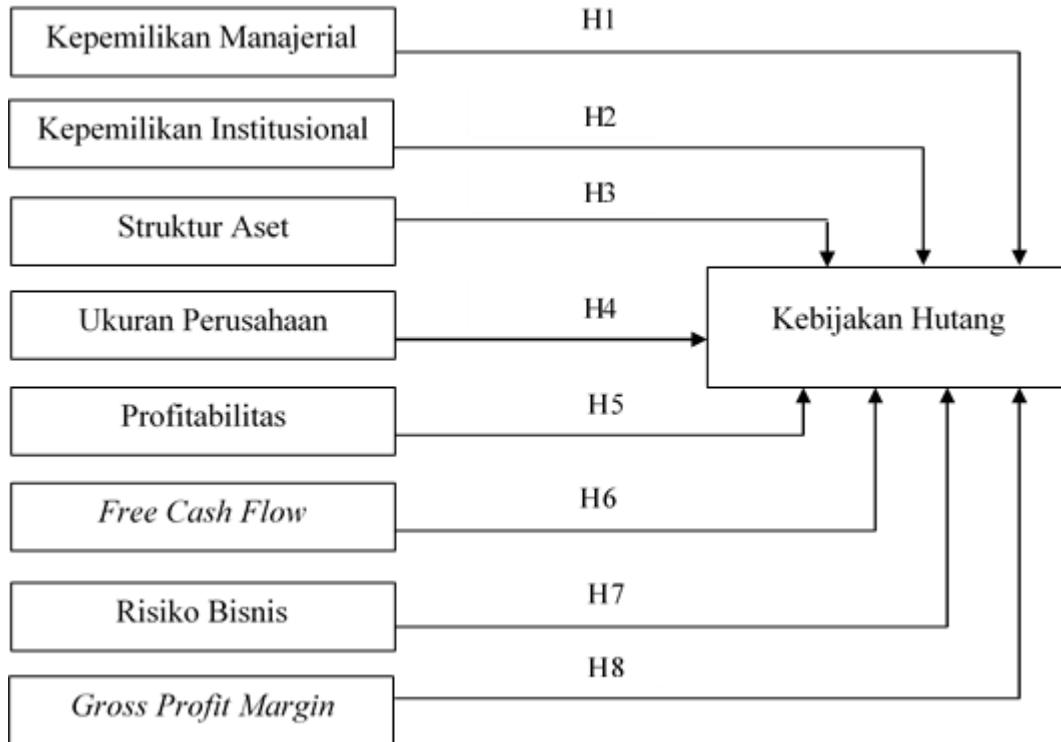 Kepemilikan Manajerial
H1
Kepemilikan Institusional
H2
Struktur Aset
H3
Ukuran Perusahaan
H4
Kebijakan Hutang
Profitabilitas
H5
Free Cash Flow
H6
Risiko Bisnis
H7
Gross Profit Margin
H8